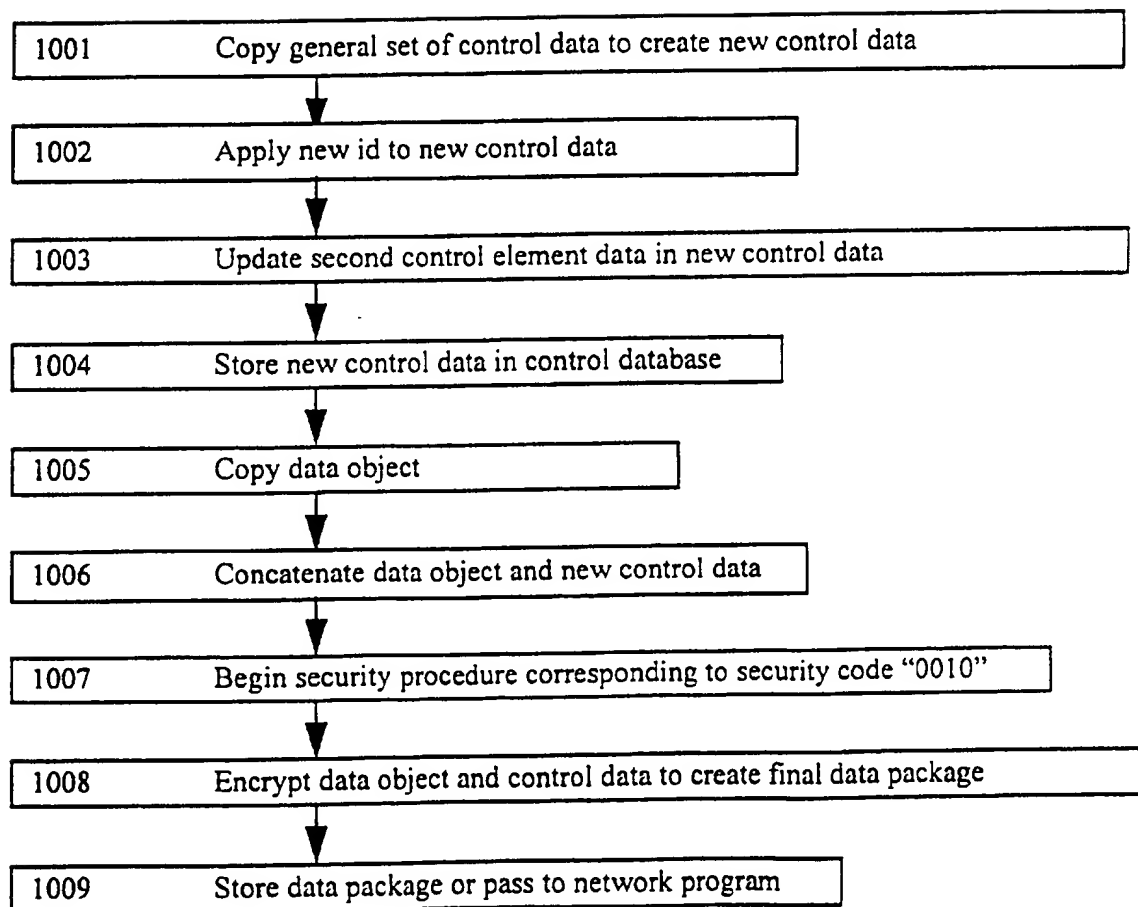 1001 Copy general set of control data to create new control data
1002 Apply new id to new control data
1003 Update second control element data in new control data
1004 Store new control data in control database
1005 Copy data object
1006 Concatenate data object and new control data
1007 Begin security procedure corresponding to security code “0010”
1008 Encrypt data object and control data to create final data package
1009 Store data package or pass to network program